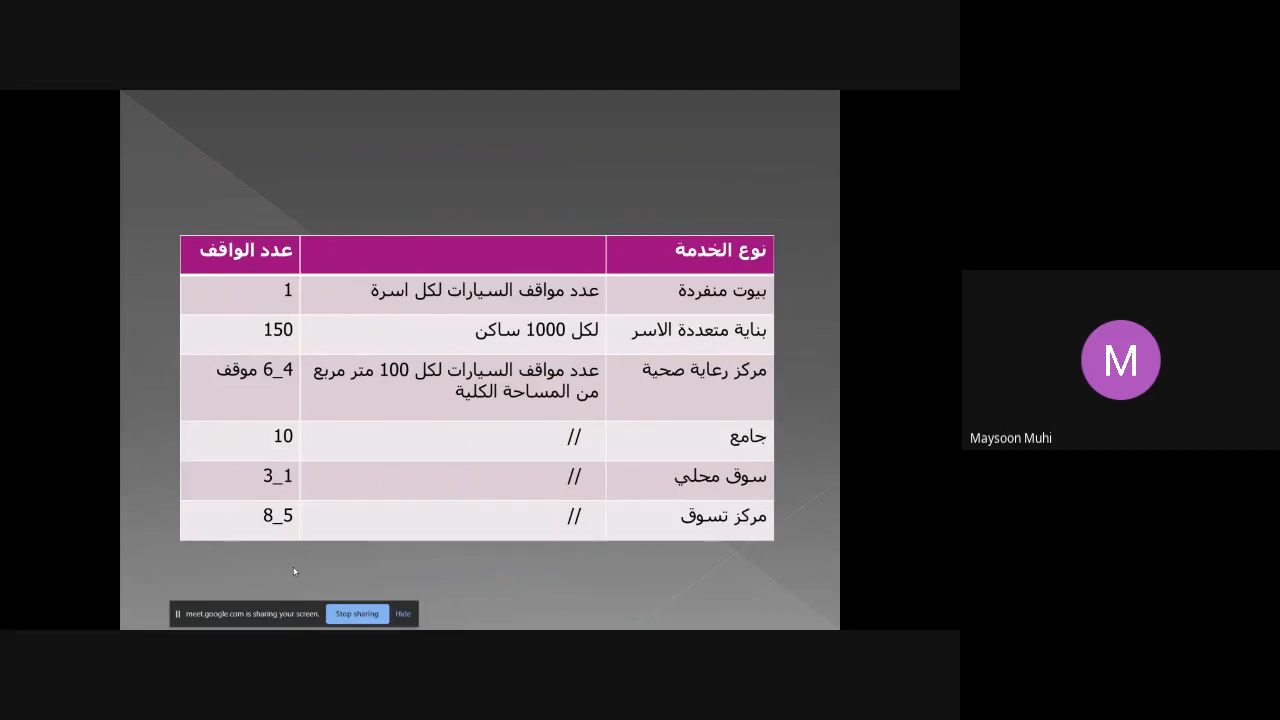 نوع الخدمة عدد الواقف
بيوت منفردة عدد مواقف السيارات لكل اسرة 1
بناية متعددة الاسر لكل 1000 ساكن 150
مركز رعاية صحية عدد مواقف السيارات لكل 100 متر مربع 4_6 موقف
من المساحة الكلية
جامع // 10
سوق محلي // 1_3
مركز تسوق // 5_8
meet.google.com is sharing your screen. Stop sharing Hide
M
Maysoon Muhi